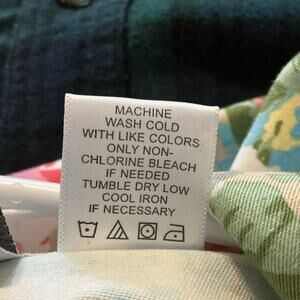 MACHINE
WASH COLD
WITH LIKE COLORS
ONLY NON-
CHLORINE BLEACH
IF NEEDED
TUMBLE DRY LOW
COOL IRON
IF NECESSARY